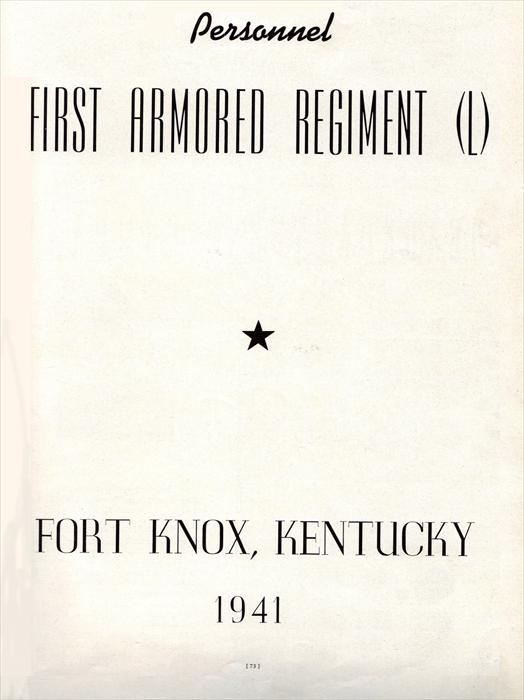 Personnel
FIRST ARMORED REGIMENT (L)
★
FORT KNOX, KENTUCKY
1941
[73]